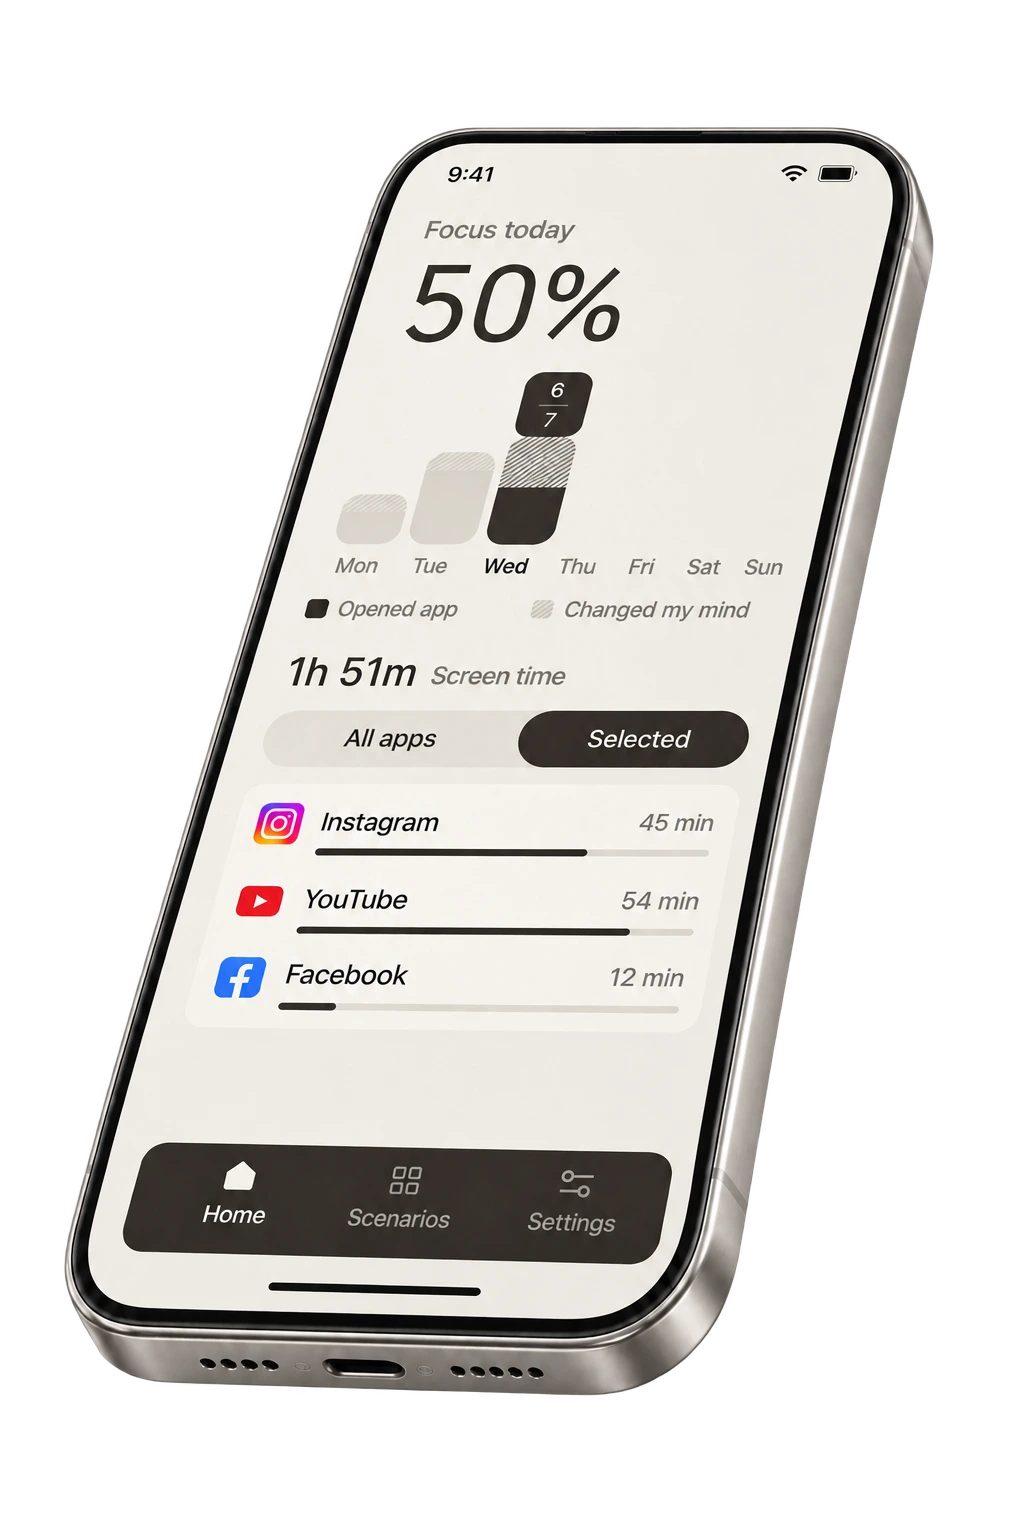 9:41
Focus today
50%
6
7
Mon Tue Wed Thu Fri Sat Sun
Opened app Changed my mind
1h 51m Screen time
All apps Selected
Instagram 45 min
YouTube 54 min
Facebook 12 min
Home Scenarios Settings